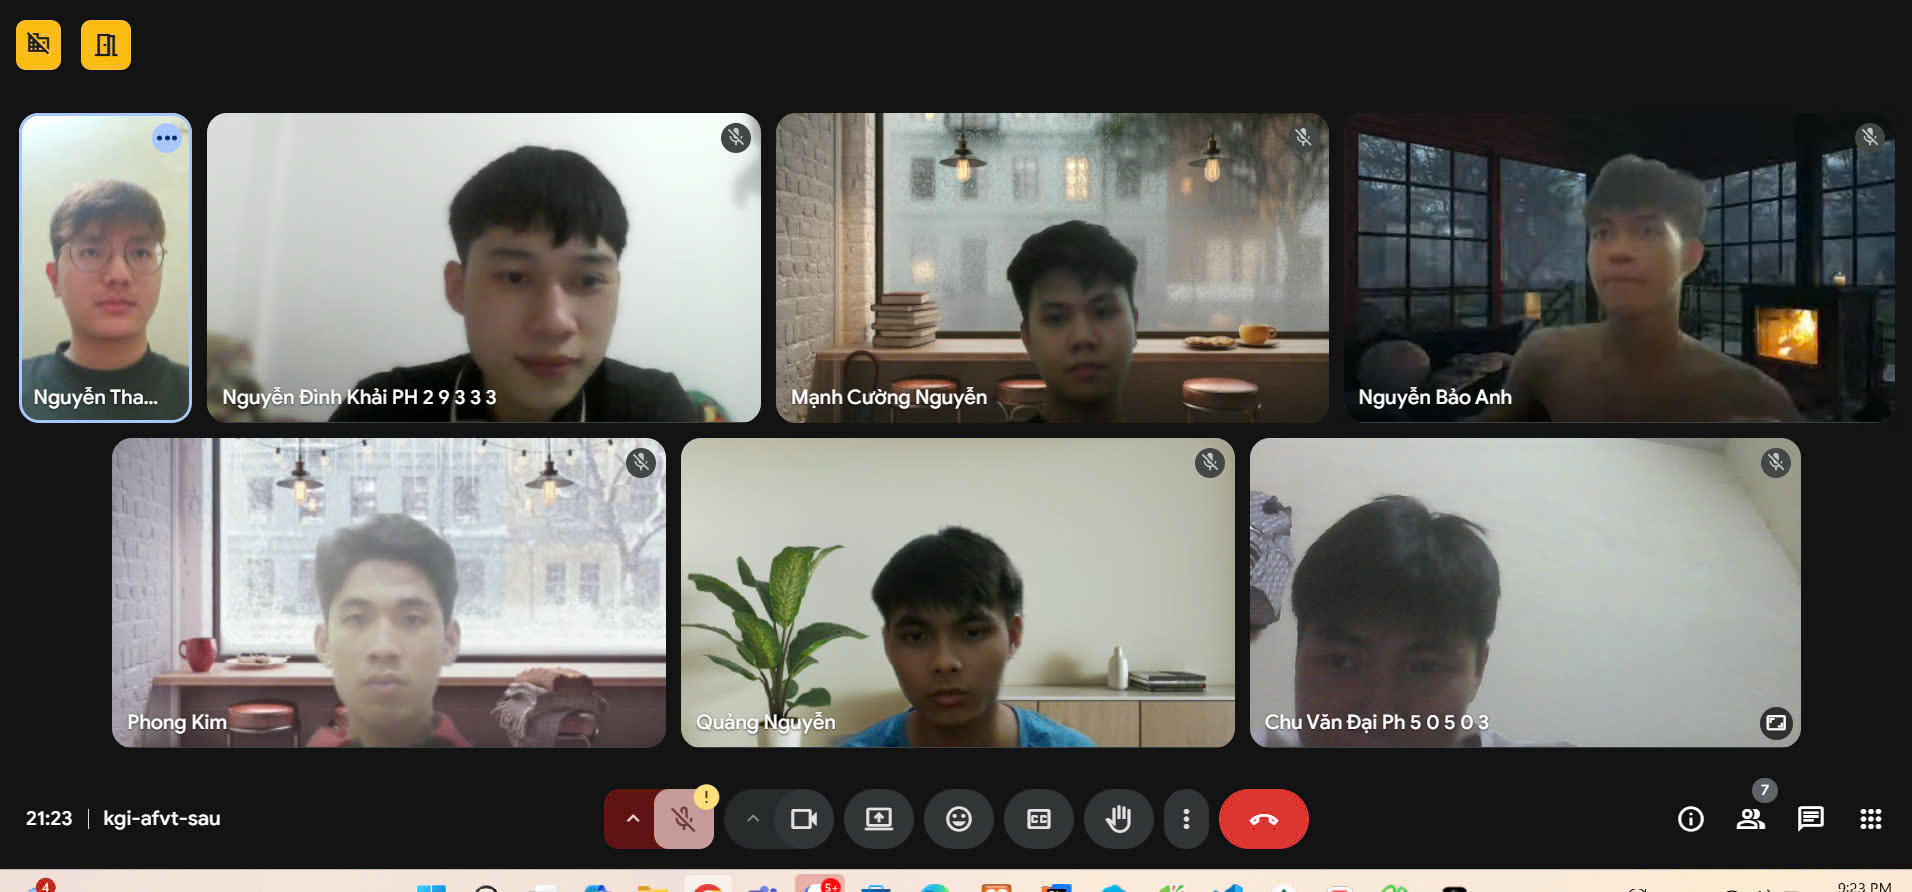 Nguyễn Tha...
Nguyễn Đình Khải PH 2 9 3 3 3
Mạnh Cường Nguyễn
Nguyễn Bảo Anh
Phong Kim
Quảng Nguyễn
Chu Văn Đại Ph 5 0 5 0 3
21:23
kgi-afvt-sau
!
CC
7
4
5+
9:23 PM